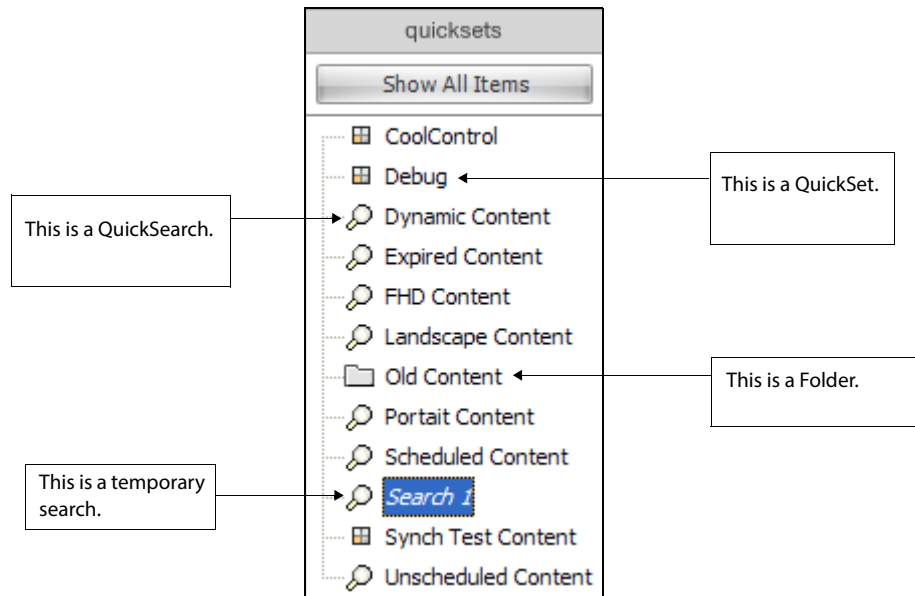 quicksets
Show All Items
CoolControl
Debug
This is a QuickSet.
This is a QuickSearch.
Dynamic Content
Expired Content
FHD Content
Landscape Content
Old Content
This is a Folder.
Portait Content
Scheduled Content
This is a temporary
search.
Search 1
Synch Test Content
Unscheduled Content